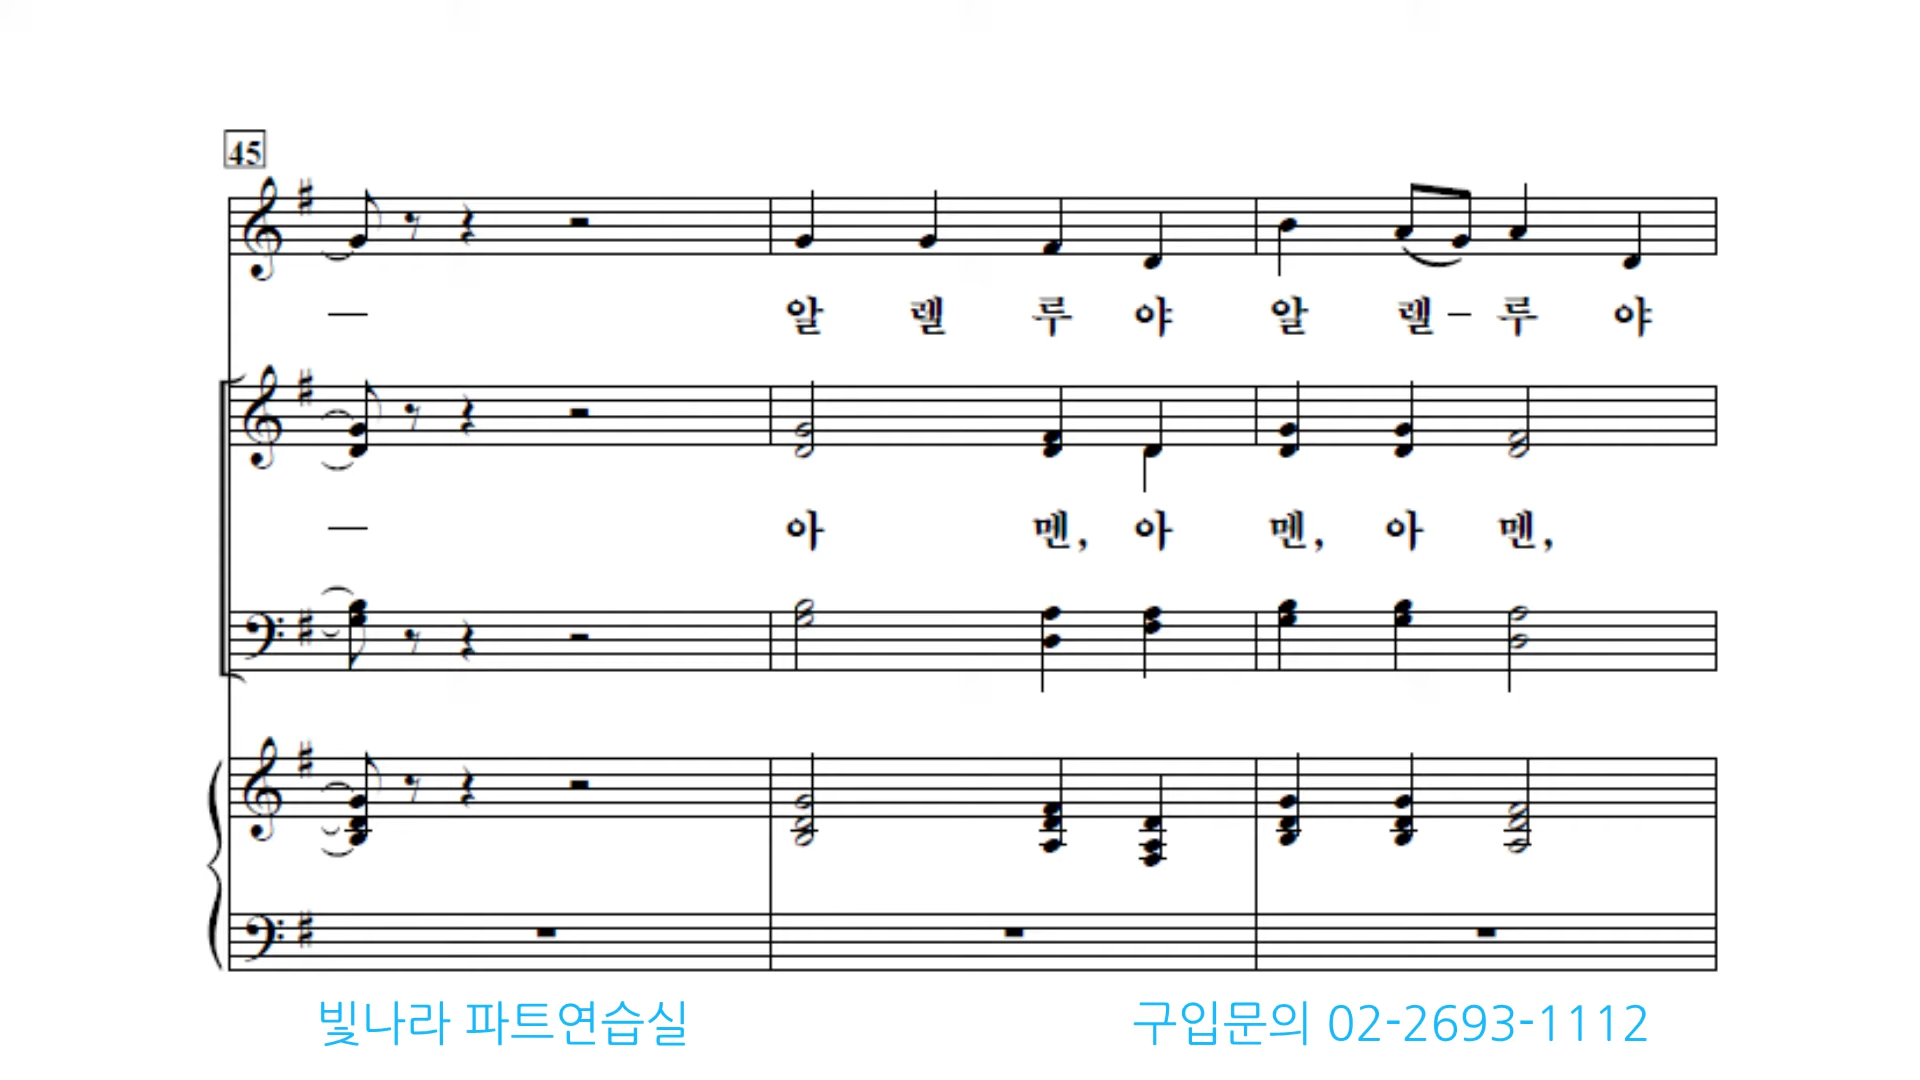 45
— 알 렐 루 야 알 렐 – 루 야
— 아 멘, 아 멘, 아 멘,
빛나라 파트연습실 구입문의 02-2693-1112